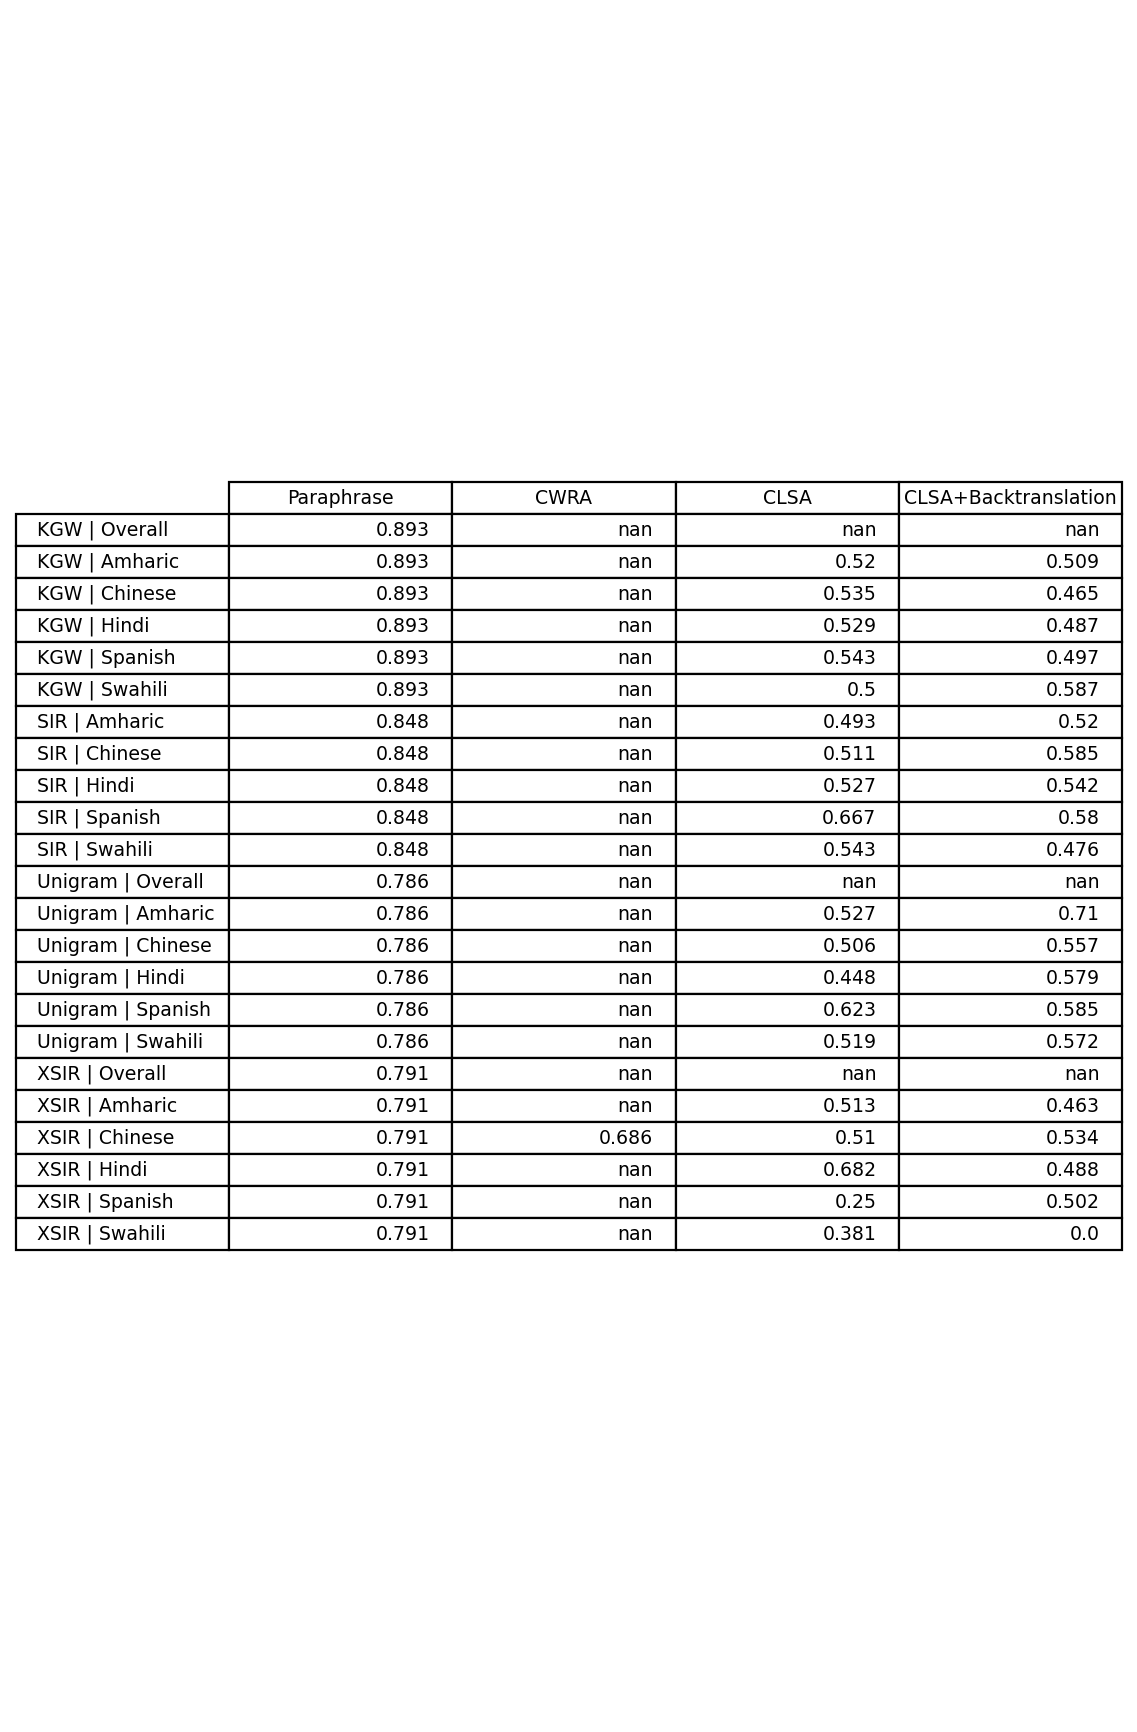 Paraphrase CWRA CLSA CLSA+Backtranslation
KGW | Overall 0.893 nan nan nan
KGW | Amharic 0.893 nan 0.52 0.509
KGW | Chinese 0.893 nan 0.535 0.465
KGW | Hindi 0.893 nan 0.529 0.487
KGW | Spanish 0.893 nan 0.543 0.497
KGW | Swahili 0.893 nan 0.5 0.587
SIR | Amharic 0.848 nan 0.493 0.52
SIR | Chinese 0.848 nan 0.511 0.585
SIR | Hindi 0.848 nan 0.527 0.542
SIR | Spanish 0.848 nan 0.667 0.58
SIR | Swahili 0.848 nan 0.543 0.476
Unigram | Overall 0.786 nan nan nan
Unigram | Amharic 0.786 nan 0.527 0.71
Unigram | Chinese 0.786 nan 0.506 0.557
Unigram | Hindi 0.786 nan 0.448 0.579
Unigram | Spanish 0.786 nan 0.623 0.585
Unigram | Swahili 0.786 nan 0.519 0.572
XSIR | Overall 0.791 nan nan nan
XSIR | Amharic 0.791 nan 0.513 0.463
XSIR | Chinese 0.791 0.686 0.51 0.534
XSIR | Hindi 0.791 nan 0.682 0.488
XSIR | Spanish 0.791 nan 0.25 0.502
XSIR | Swahili 0.791 nan 0.381 0.0